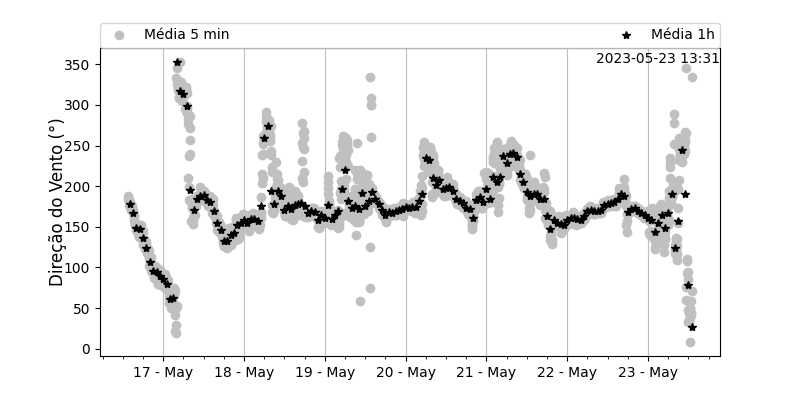 Média 5 min
Média 1h
2023-05-23 13:31
Direção do Vento (°)
350
300
250
200
150
100
50
0
17 - May
18 - May
19 - May
20 - May
21 - May
22 - May
23 - May